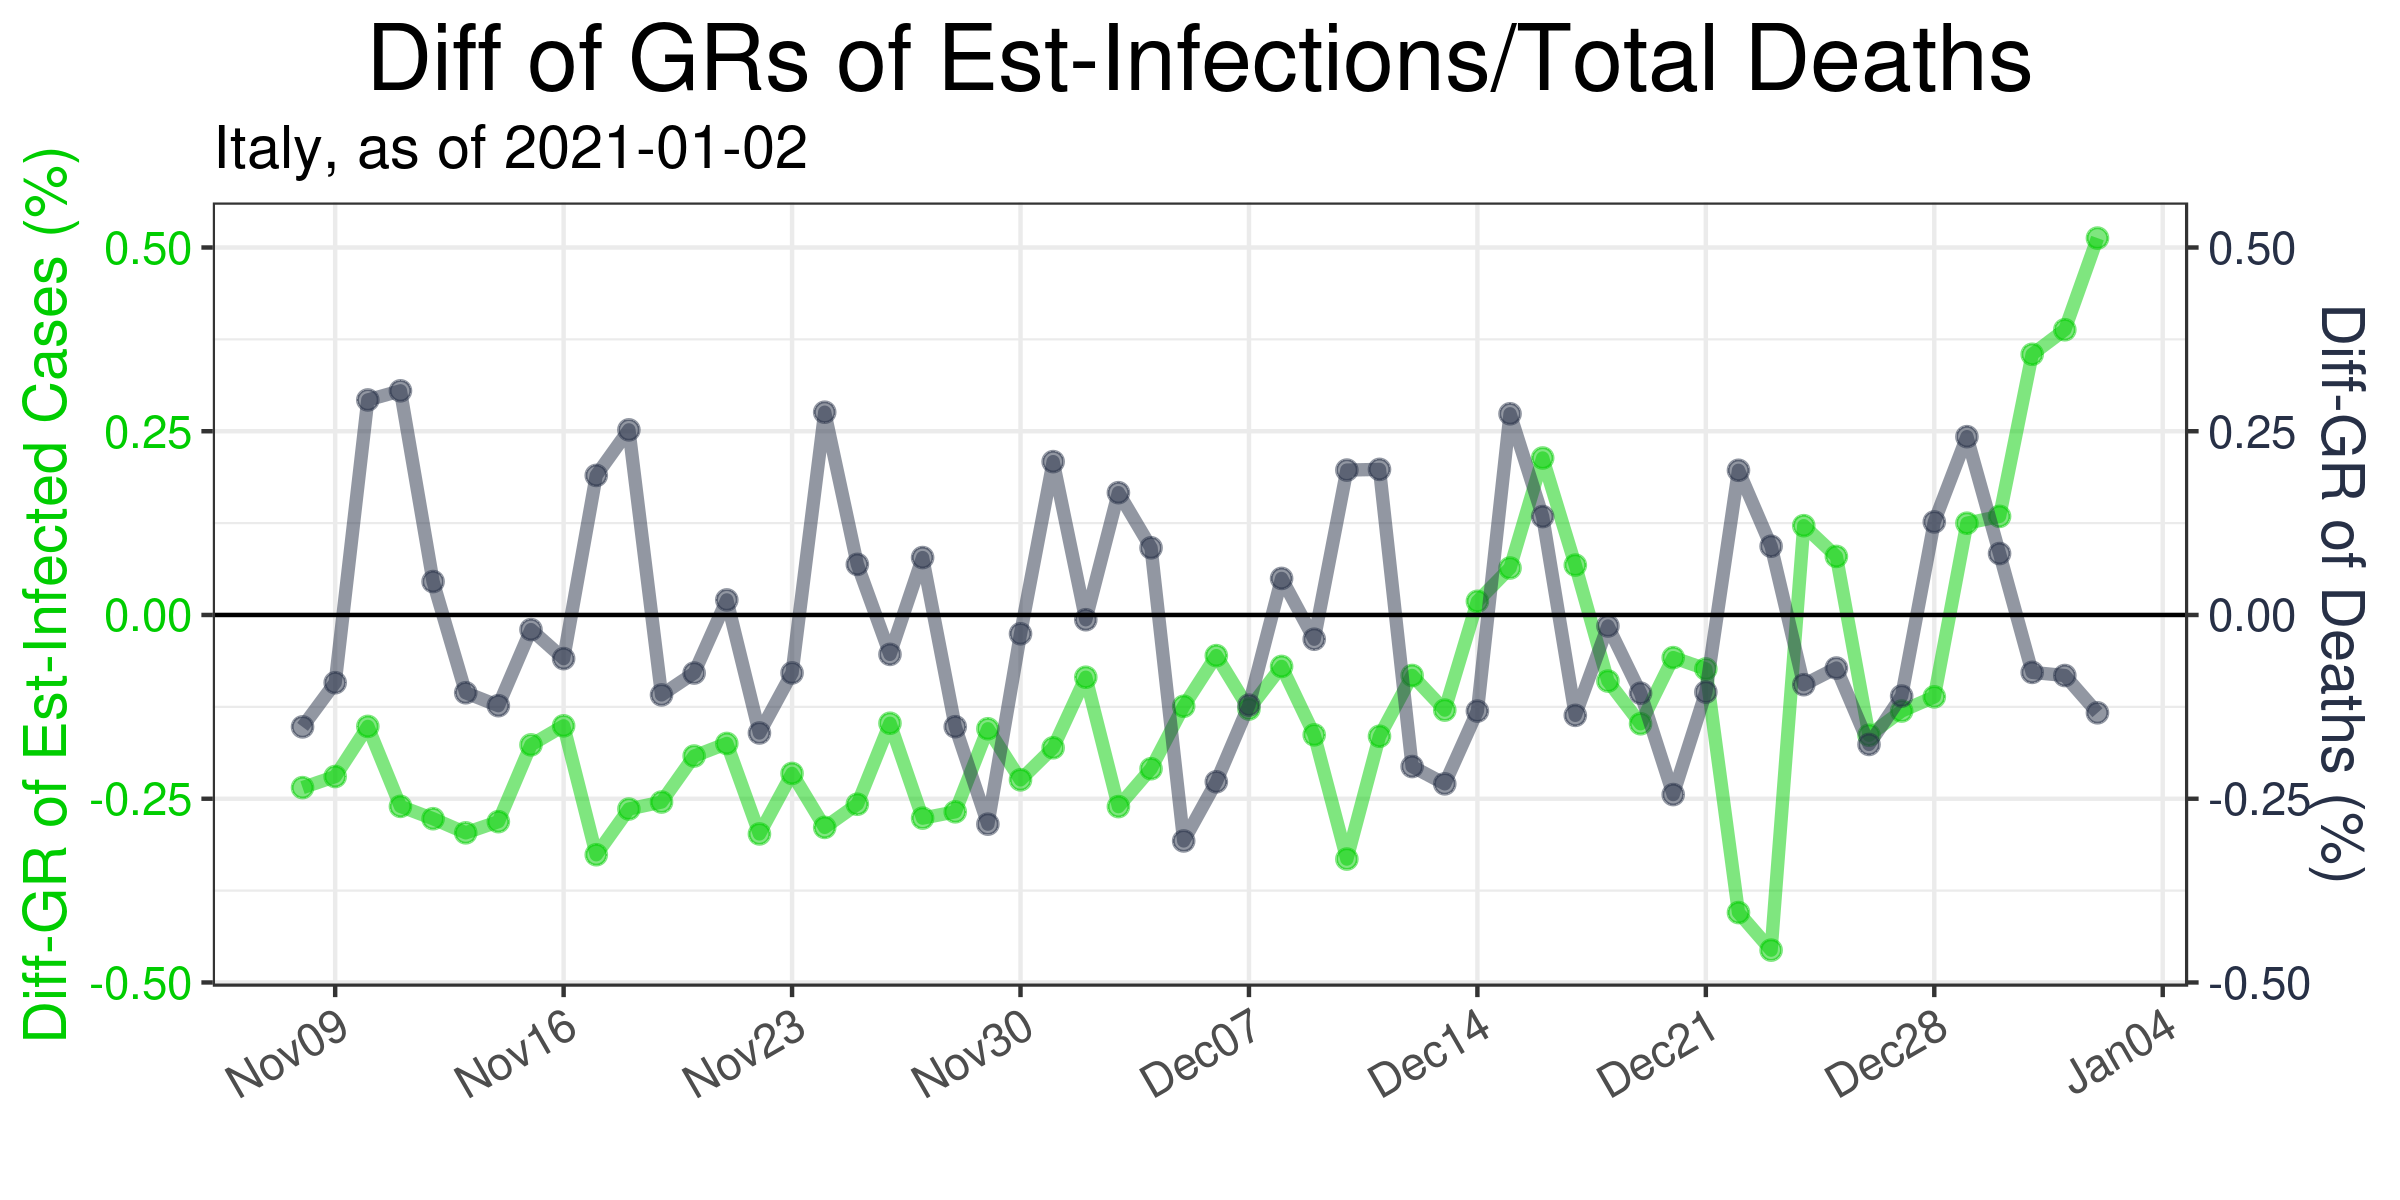 Diff of GRs of Est-Infections/Total Deaths
Italy, as of 2021-01-02
Diff-GR of Est-Infected Cases (%)
0.50
0.25
0.00
-0.25
-0.50
0.50
0.25
0.00
-0.25
-0.50
Diff-GR of Deaths (%)
Nov09
Nov16
Nov23
Nov30
Dec07
Dec14
Dec21
Dec28
Jan04